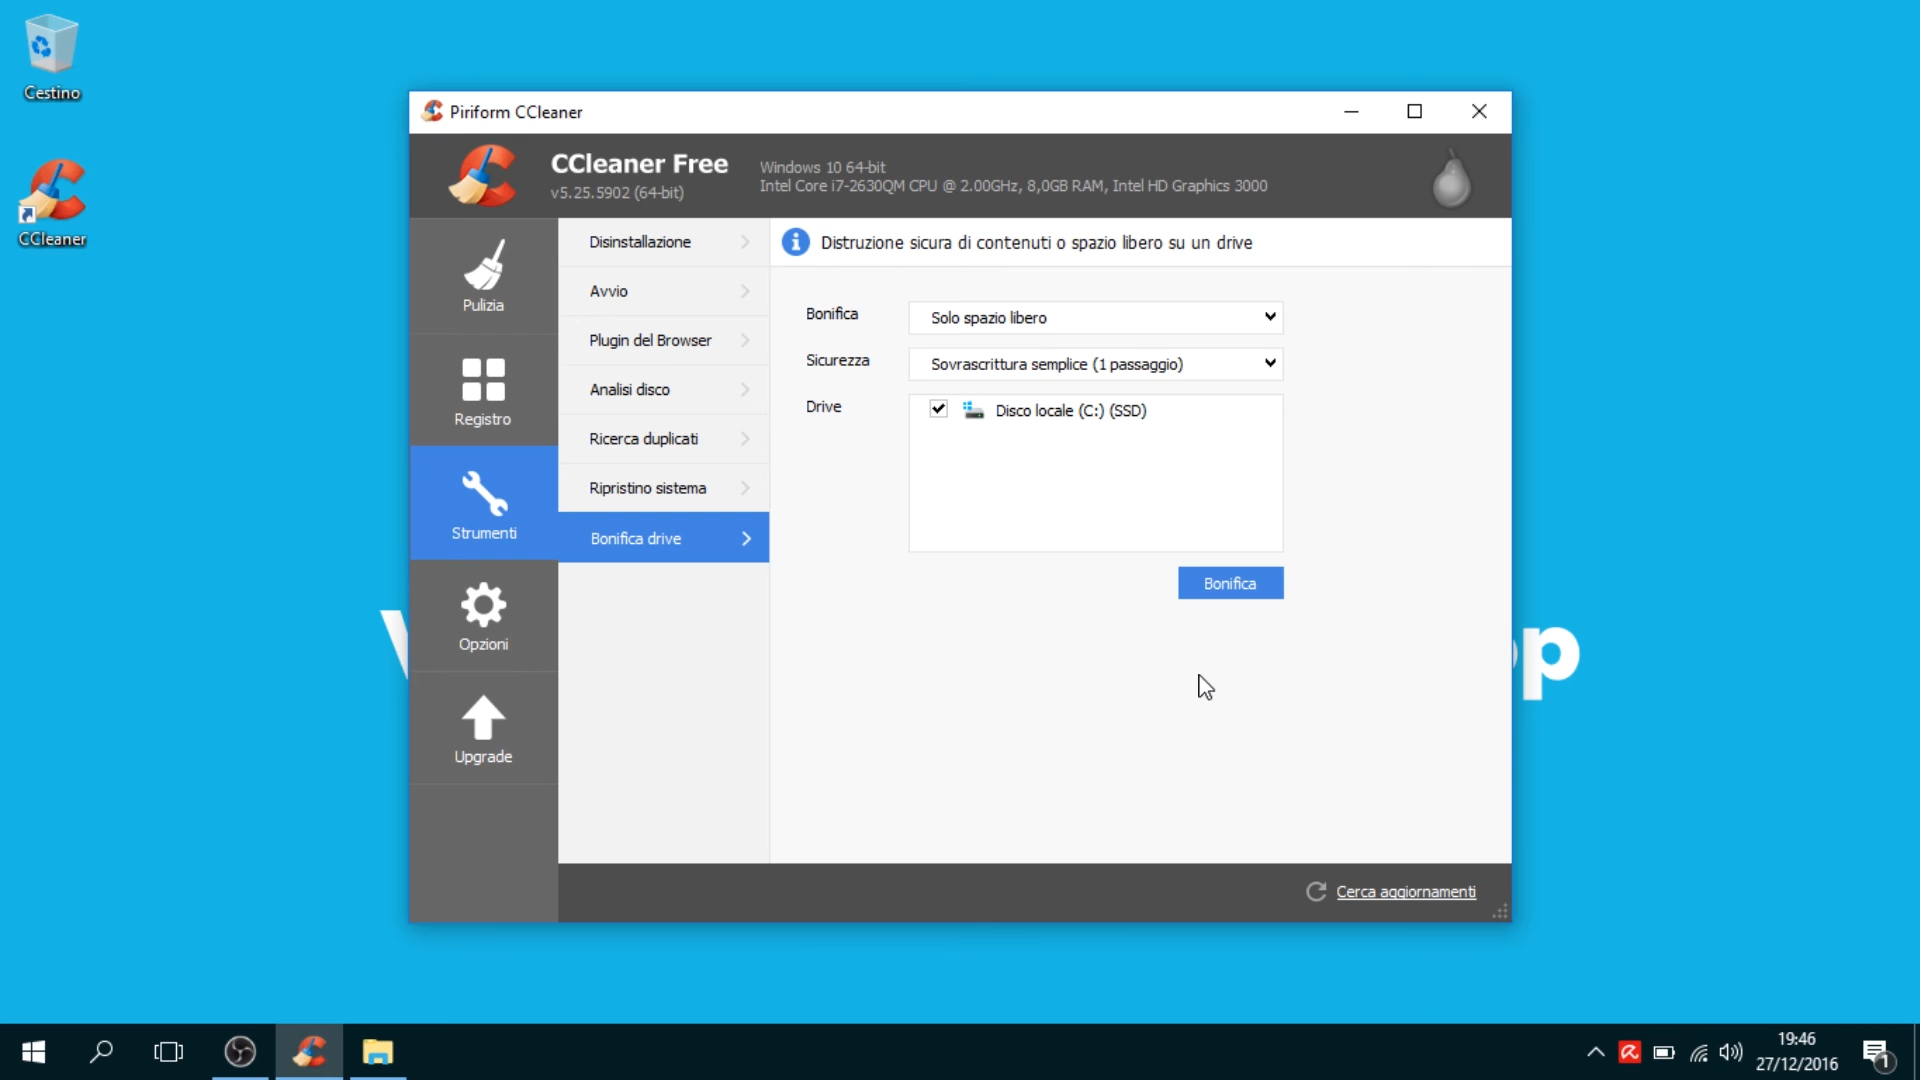 Cestino
CCleaner
Piriform CCleaner
CCleaner Free
v5.25.5902 (64-bit)
Windows 10 64-bit
Intel Core i7-2630QM CPU @ 2.00GHz, 8,0GB RAM, Intel HD Graphics 3000
Pulizia
Registro
Strumenti
Opzioni
Upgrade
Disinstallazione
Avvio
Plugin del Browser
Analisi disco
Ricerca duplicati
Ripristino sistema
Bonifica drive
Distruzione sicura di contenuti o spazio libero su un drive
Bonifica
Solo spazio libero
Sicurezza
Sovrascrittura semplice (1 passaggio)
Drive
Disco locale (C:) (SSD)
Bonifica
Cerca aggiornamenti
19:46
27/12/2016
1